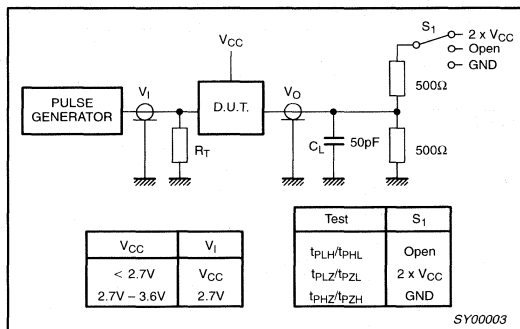 S1
2 x VCC
Open
GND
VCC
500Ω
PULSE
GENERATOR
VI
D.U.T.
VO
RT
CL
50pF
500Ω
VCC VI
< 2.7V VCC
2.7V – 3.6V 2.7V
Test S1
tPLH/tPHL Open
tPLZ/tPZL 2 x VCC
tPHZ/tPZH GND
SY00003